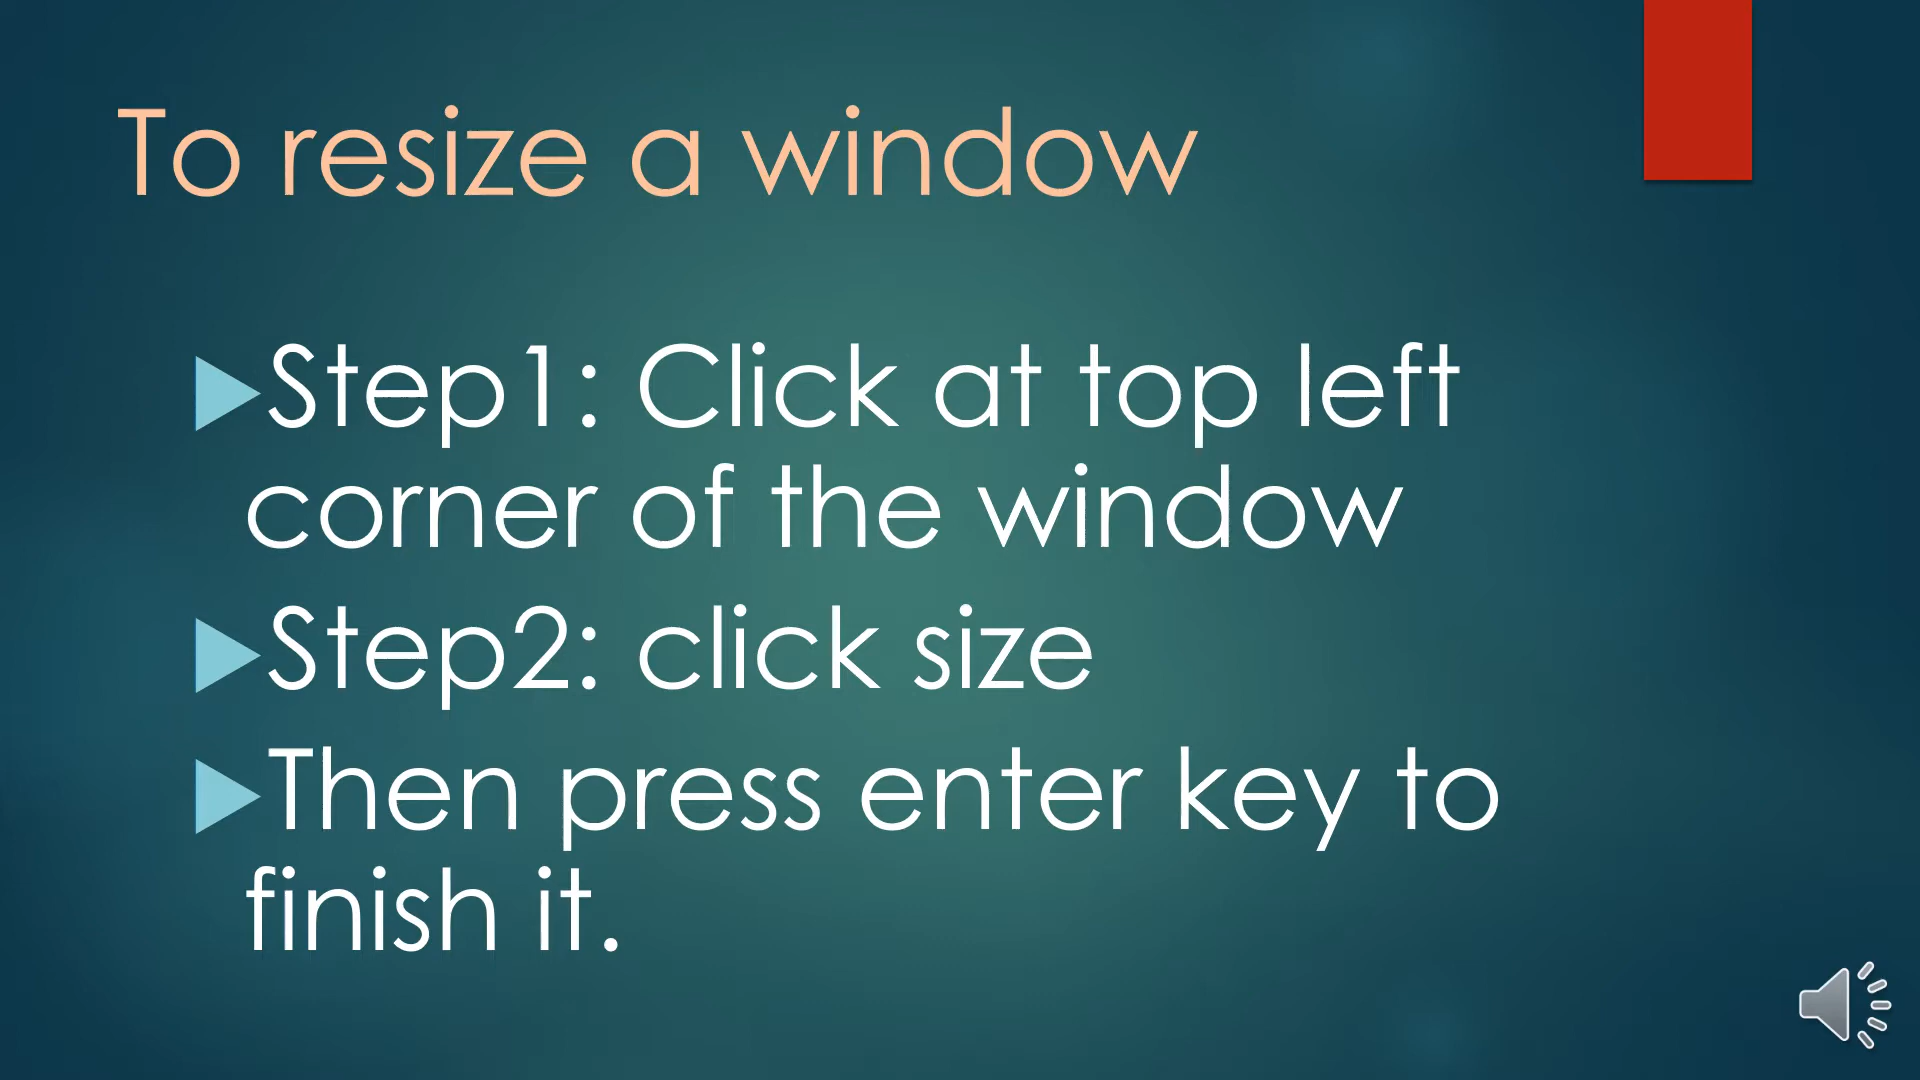 To resize a window
Step1: Click at top left
corner of the window
Step2: click size
Then press enter key to
finish it.